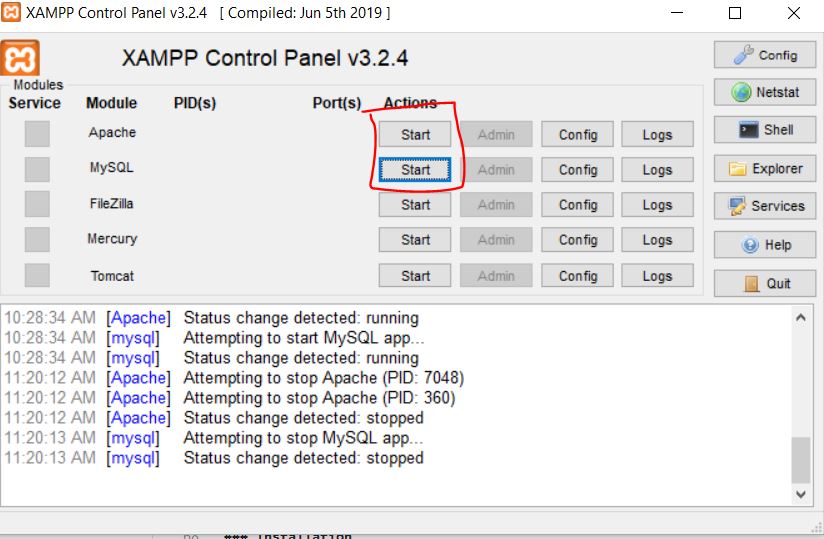 XAMPP Control Panel v3.2.4 [ Compiled: Jun 5th 2019 ]
XAMPP Control Panel v3.2.4
Config
Modules
Service Module PID(s) Port(s) Actions
Netstat
Apache Start Admin Config Logs
Shell
MySQL Start Admin Config Logs
Explorer
FileZilla Start Admin Config Logs
Services
Mercury Start Admin Config Logs
Help
Tomcat Start Admin Config Logs
Quit
10:28:34 AM [Apache] Status change detected: running
10:28:34 AM [mysql] Attempting to start MySQL app...
10:28:34 AM [mysql] Status change detected: running
11:20:12 AM [Apache] Attempting to stop Apache (PID: 7048)
11:20:12 AM [Apache] Attempting to stop Apache (PID: 360)
11:20:12 AM [Apache] Status change detected: stopped
11:20:13 AM [mysql] Attempting to stop MySQL app...
11:20:13 AM [mysql] Status change detected: stopped
### Installation